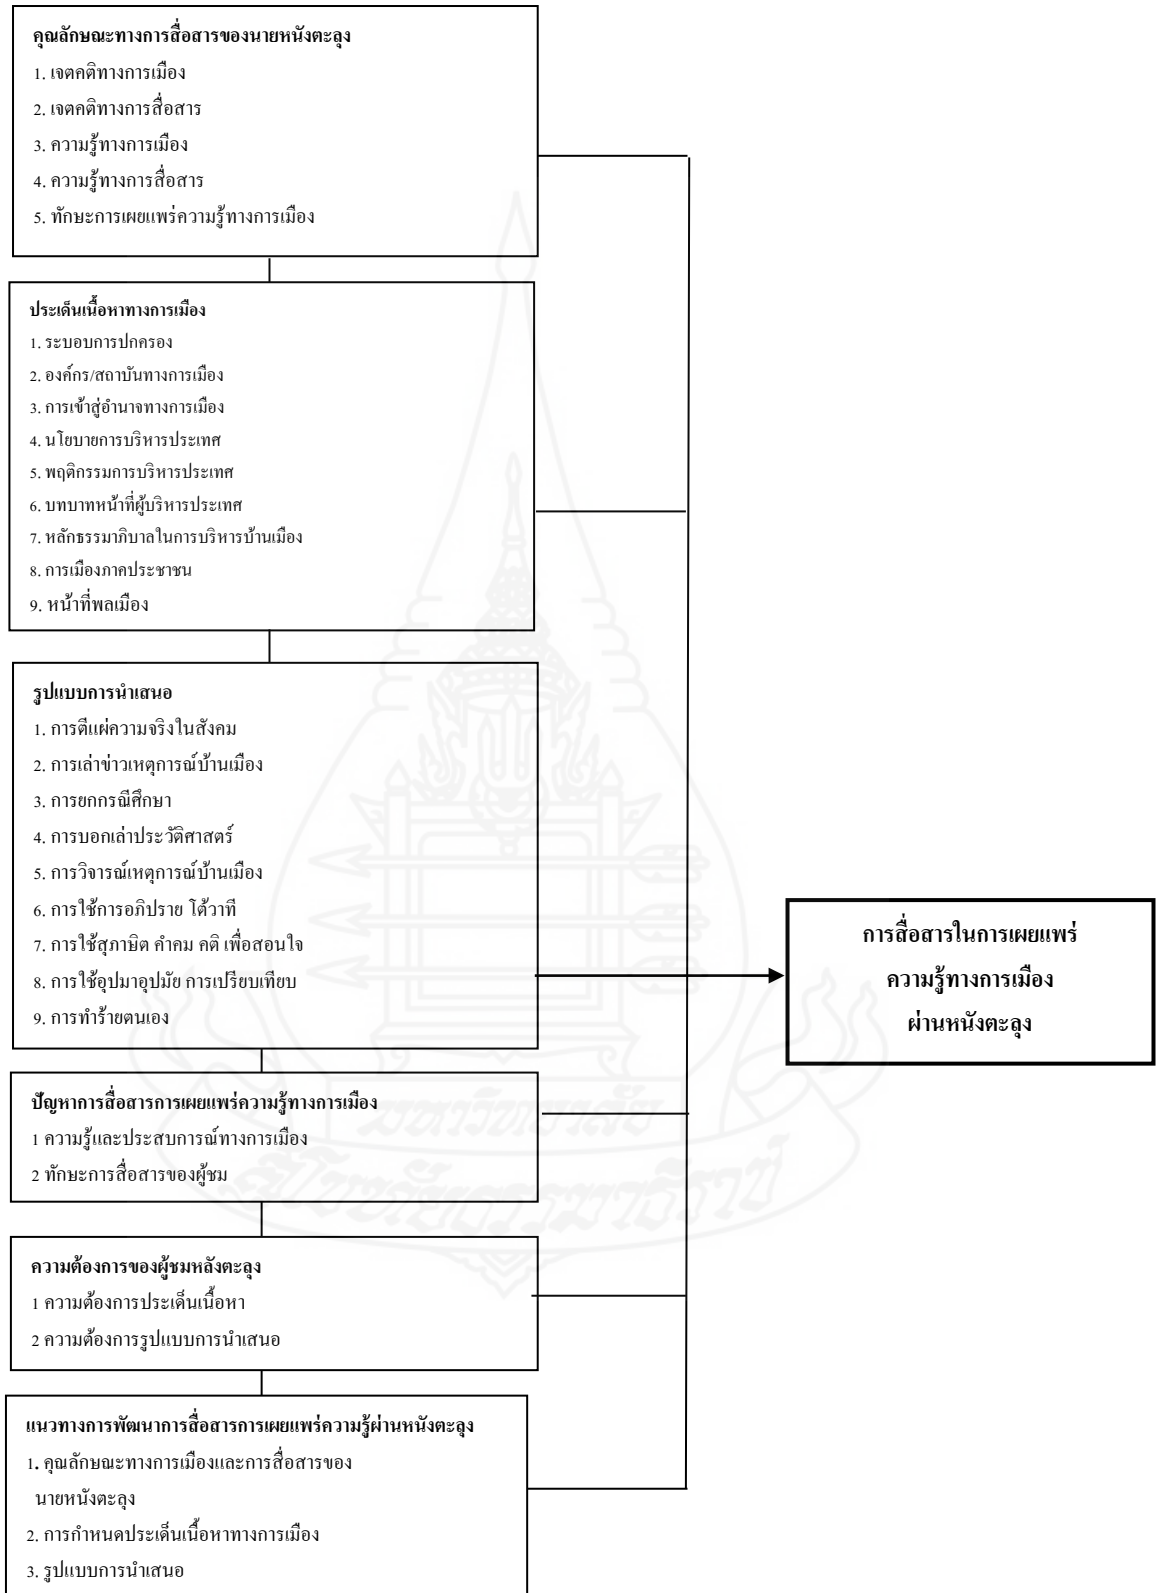 คุณลักษณะทางการสื่อสารของนายหนังตะลุง
1. เจตคติทางการเมือง
2. เจตคติทางการสื่อสาร
3. ความรู้ทางการเมือง
4. ความรู้ทางการสื่อสาร
5. ทักษะการเผยแพร่ความรู้ทางการเมือง
ประเด็นเนื้อหาทางการเมือง
1. ระบอบการปกครอง
2. องค์กร/สถาบันทางการเมือง
3. การเข้าสู่อำนาจทางการเมือง
4. นโยบายการบริหารประเทศ
5. พฤติกรรมการบริหารประเทศ
6. บทบาทหน้าที่ผู้บริหารประเทศ
7. หลักธรรมาภิบาลในการบริหารบ้านเมือง
8. การเมืองภาคประชาชน
9. หน้าที่พลเมือง
รูปแบบการนำเสนอ
1. การตีแผ่ความจริงในสังคม
2. การเล่าข่าวเหตุการณ์บ้านเมือง
3. การยกกรณีศึกษา
4. การบอกเล่าประวัติศาสตร์
5. การวิจารณ์เหตุการณ์บ้านเมือง
6. การใช้การอภิปราย โต้วาที
7. การใช้สุภาษิต คำคม คติ เพื่อสอนใจ
8. การใช้อุปมาอุปมัย การเปรียบเทียบ
9. การทำร้ายตนเอง
การสื่อสารในการเผยแพร่
ความรู้ทางการเมือง
ผ่านหนังตะลุง
ปัญหาการสื่อสารการเผยแพร่ความรู้ทางการเมือง
1 ความรู้และประสบการณ์ทางการเมือง
2 ทักษะการสื่อสารของผู้ชม
มหาวิทยาลัย
สุโขทัยธรรมาธิราช
ความต้องการของผู้ชมหลังตะลุง
1 ความต้องการประเด็นเนื้อหา
2 ความต้องการรูปแบบการนำเสนอ
แนวทางการพัฒนาการสื่อสารการเผยแพร่ความรู้ผ่านหนังตะลุง
1. คุณลักษณะทางการเมืองและการสื่อสารของ
นายหนังตะลุง
2. การกำหนดประเด็นเนื้อหาทางการเมือง
3. รูปแบบการนำเสนอ